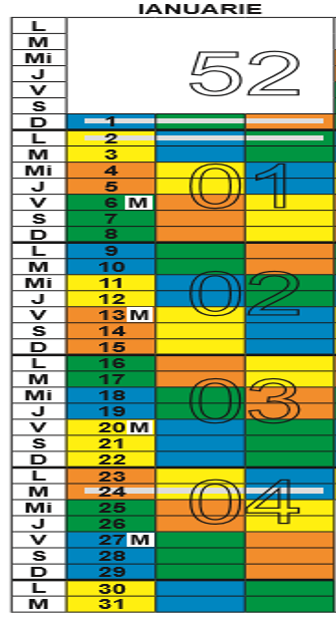 IANUARIE
L
M
Mi
J
V
S
52
D 1
L 2
M 3
Mi 4
J 5
01
V 6 M
S 7
D 8
L 9
M 10
Mi 11
J 12
02
V 13 M
S 14
D 15
L 16
M 17
Mi 18
J 19
03
V 20 M
S 21
D 22
L 23
M 24
Mi 25
J 26
04
V 27 M
S 28
D 29
L 30
M 31